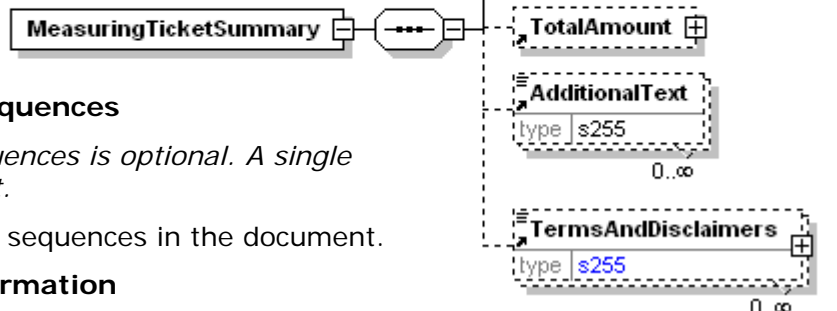 MeasuringTicketSummary
TotalAmount
AdditionalText
type s255
0..∞
quences
uences is optional. A single
t.
sequences in the document.
TermsAndDisclaimers
type s255
0..∞
rmation